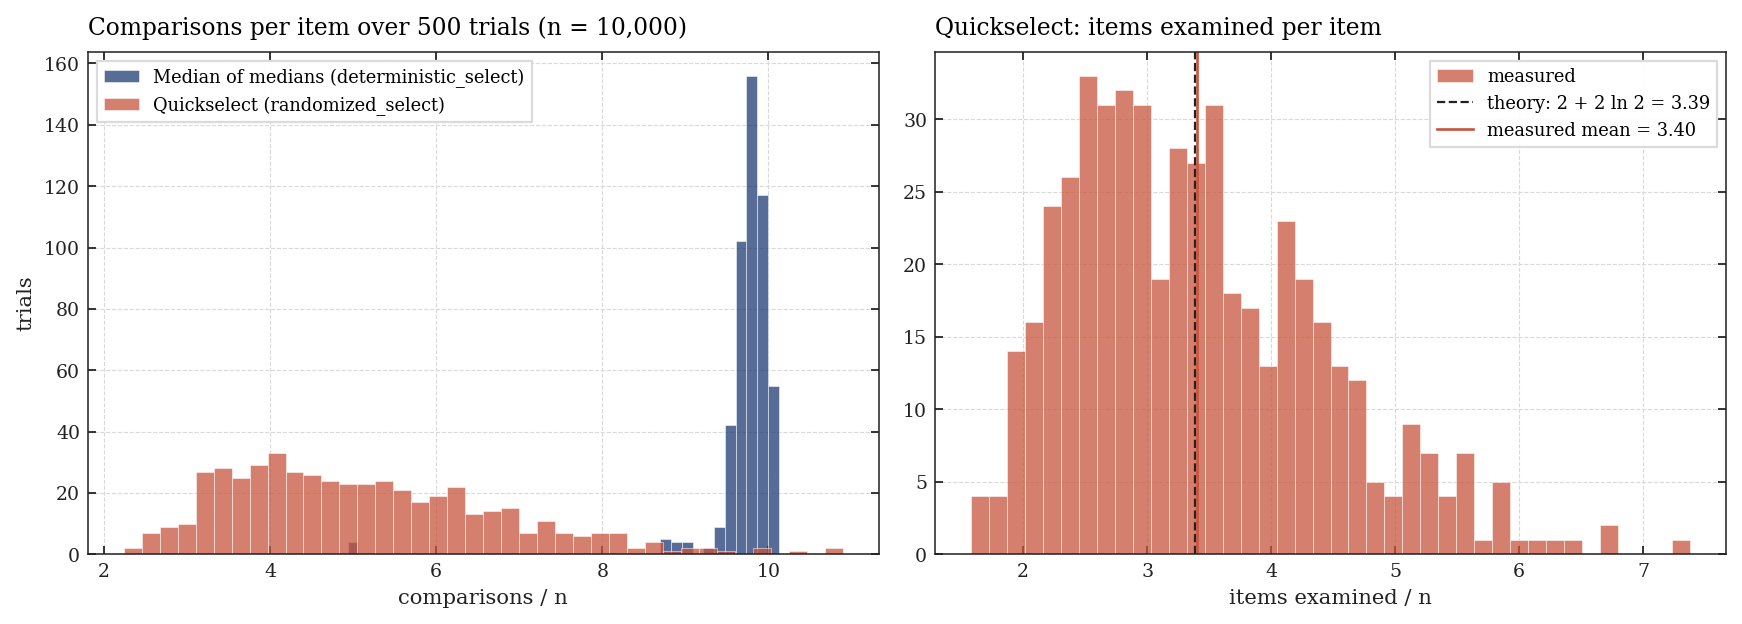 Comparisons per item over 500 trials (n = 10,000)
Median of medians (deterministic_select)
Quickselect (randomized_select)
trials
160
140
120
100
80
60
40
20
0
2 4 6 8 10
comparisons / n
Quickselect: items examined per item
measured
theory: 2 + 2 ln 2 = 3.39
measured mean = 3.40
30
25
20
15
10
5
0
2 3 4 5 6 7
items examined / n